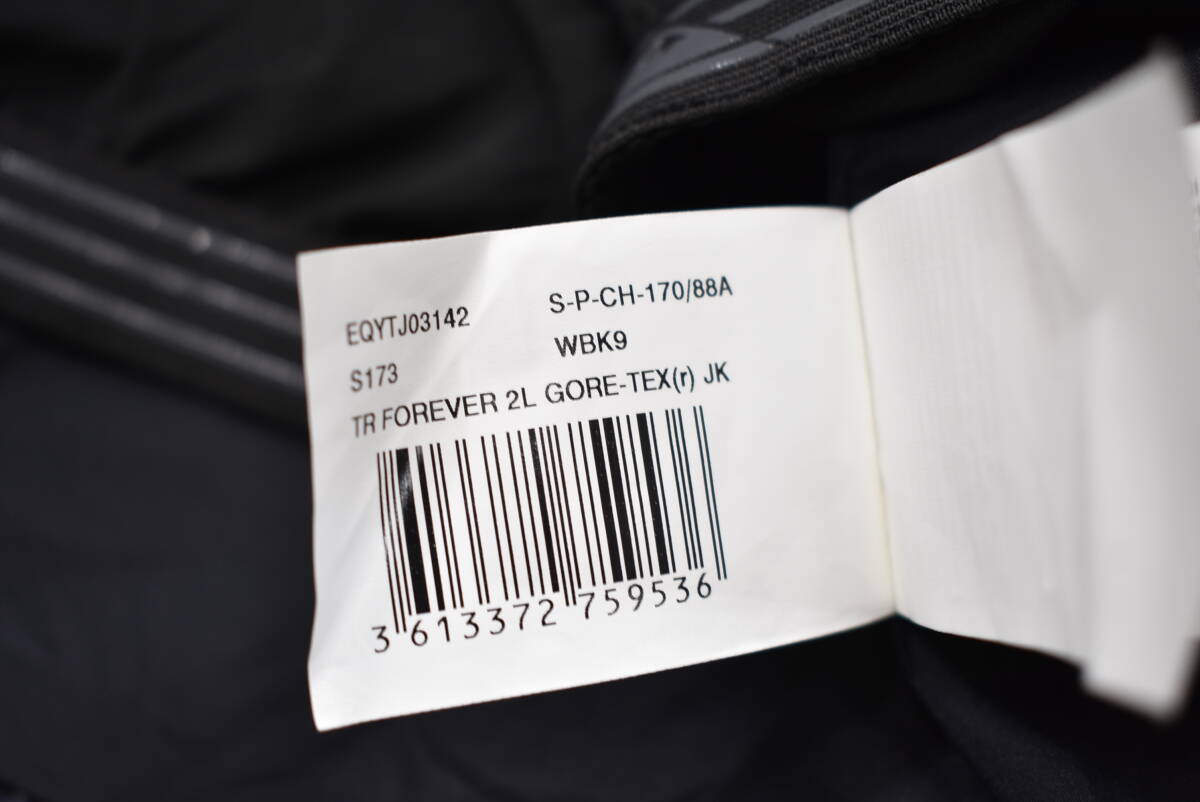 EQYTJ03142 S-P-CH-170/88A
S173 WBK9
TR FOREVER 2L GORE-TEX(r) JK
3 613372 759536